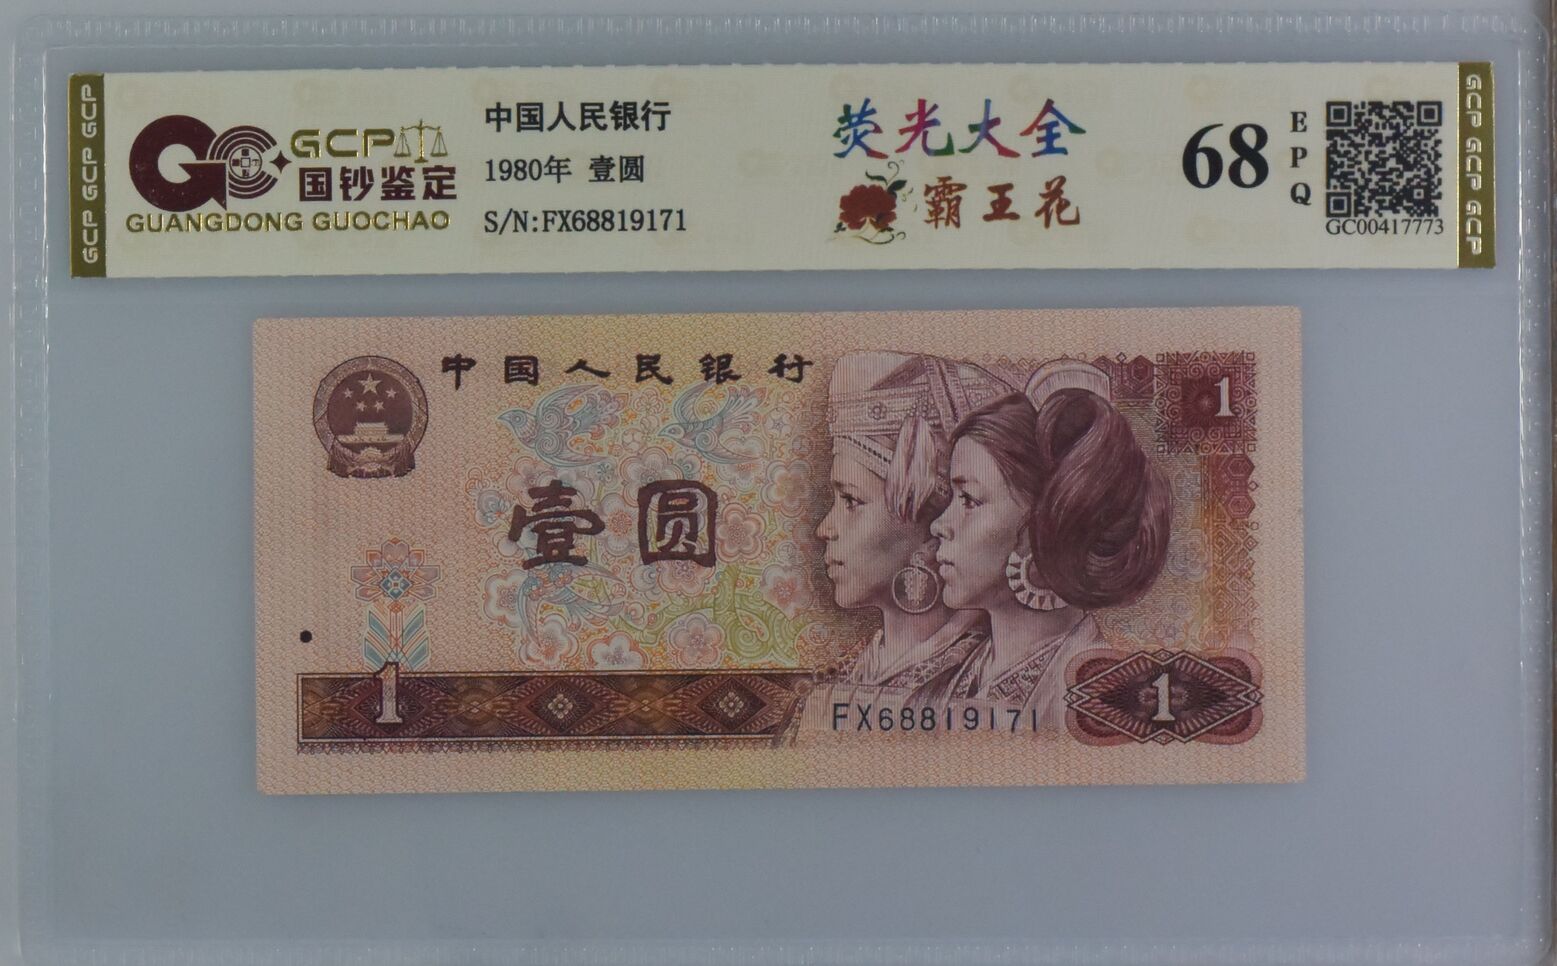 GCP GCP GCP
GCP
国钞鉴定
GUANGDONG GUOCHAO
中国人民银行
1980年 壹圆
S/N:FX68819171
荧光大全
霸王花
68
EPQ
GC00417773
GCP GCP GCP
中国人民银行
1
壹圆
1
FX68819171
1